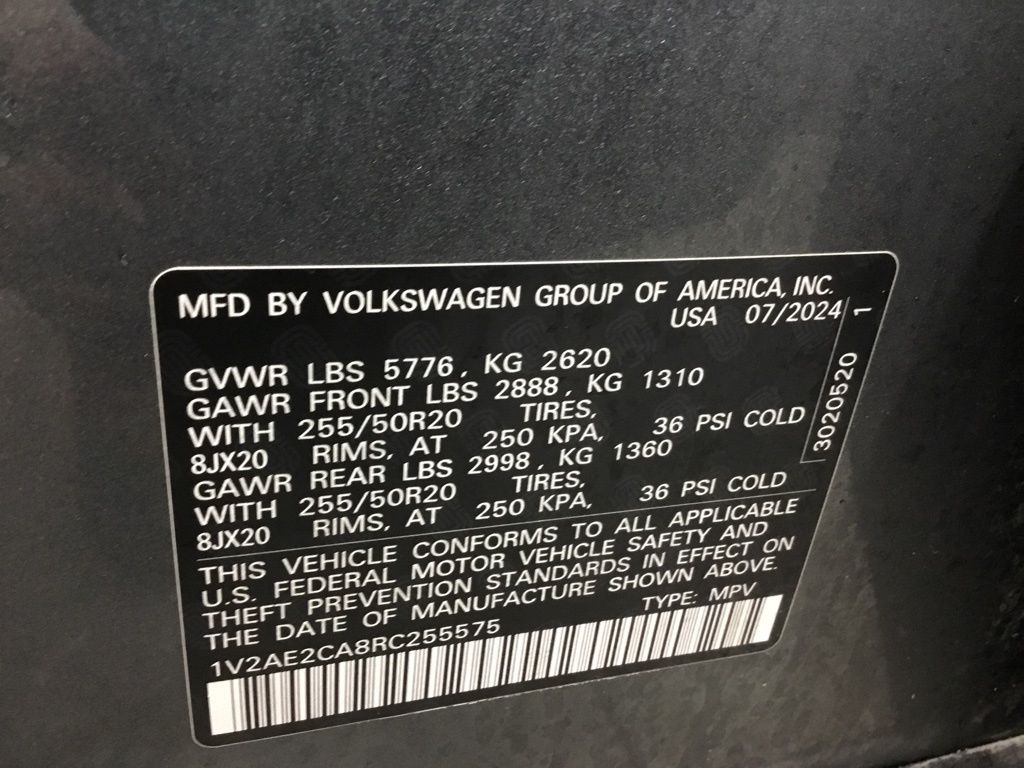 MFD BY VOLKSWAGEN GROUP OF AMERICA, INC.
USA 07/2024
GVWR LBS 5776, KG 2620
GAWR FRONT LBS 2888, KG 1310
WITH 255/50R20 TIRES,
8JX20 RIMS, AT 250 KPA, 36 PSI COLD
GAWR REAR LBS 2998, KG 1360
WITH 255/50R20 TIRES,
8JX20 RIMS, AT 250 KPA, 36 PSI COLD
3020520 1
THIS VEHICLE CONFORMS TO ALL APPLICABLE
U.S. FEDERAL MOTOR VEHICLE SAFETY AND
THEFT PREVENTION STANDARDS IN EFFECT ON
THE DATE OF MANUFACTURE SHOWN ABOVE.
TYPE: MPV
1V2AE2CA8RC255575